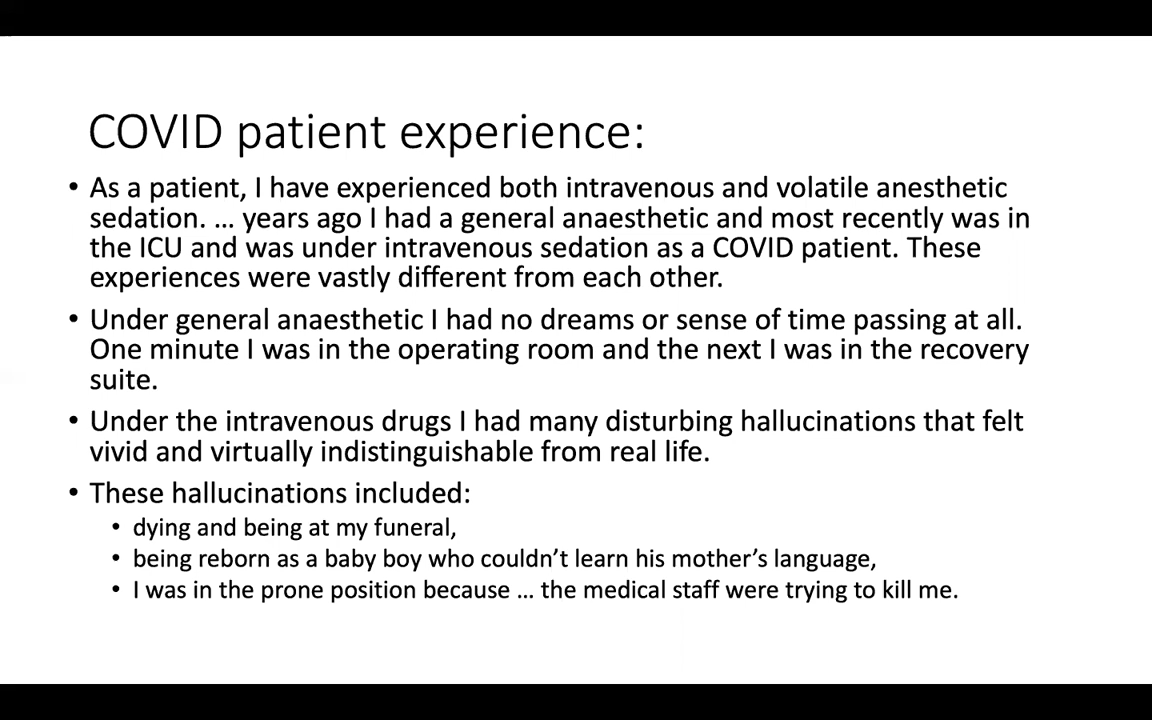 COVID patient experience:
• As a patient, I have experienced both intravenous and volatile anesthetic
sedation. … years ago I had a general anaesthetic and most recently was in
the ICU and was under intravenous sedation as a COVID patient. These
experiences were vastly different from each other.
• Under general anaesthetic I had no dreams or sense of time passing at all.
One minute I was in the operating room and the next I was in the recovery
suite.
• Under the intravenous drugs I had many disturbing hallucinations that felt
vivid and virtually indistinguishable from real life.
• These hallucinations included:
• dying and being at my funeral,
• being reborn as a baby boy who couldn’t learn his mother’s language,
• I was in the prone position because … the medical staff were trying to kill me.